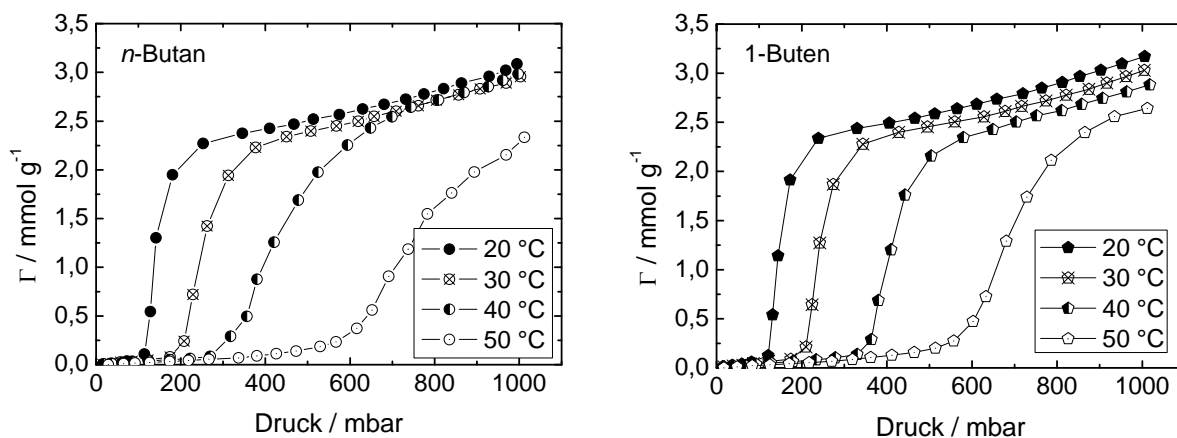 3,5
3,0
2,5
2,0
1,5
1,0
0,5
0,0
Γ / mmol g⁻¹
n-Butan
20 °C
30 °C
40 °C
50 °C
0 200 400 600 800 1000
Druck / mbar
3,5
3,0
2,5
2,0
1,5
1,0
0,5
0,0
Γ / mmol g⁻¹
1-Buten
20 °C
30 °C
40 °C
50 °C
0 200 400 600 800 1000
Druck / mbar